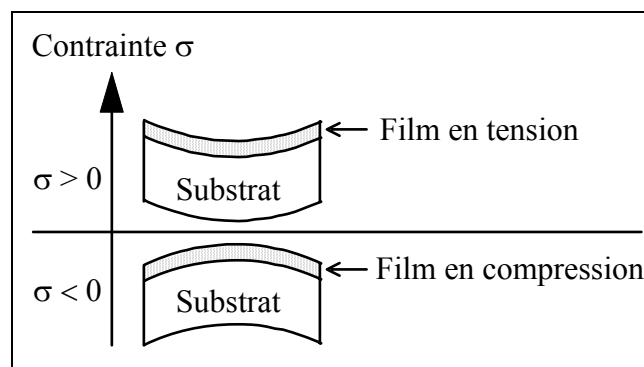 Contrainte σ
Film en tension
σ > 0
Substrat
Film en compression
σ < 0
Substrat